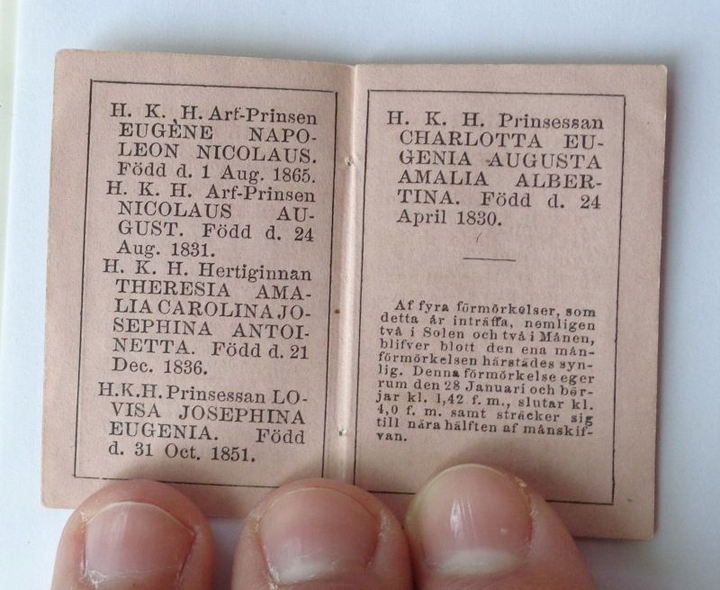 H. K. H. Arf-Prinsen
EUGÈNE NAPO-
LEON NICOLAUS.
Född d. 1 Aug. 1865.
H. K. H. Arf-Prinsen
NICOLAUS AU-
GUST. Född d. 24
Aug. 1831.
H. K. H. Hertiginnan
THERESIA AMA-
LIA CAROLINA JO-
SEPHINA ANTOI-
NETTA. Född d. 21
Dec. 1836.
H.K.H. Prinsessan LO-
VISA JOSEPHINA
EUGENIA. Född
d. 31 Oct. 1851.
H. K. H. Prinsessan
CHARLOTTA EU-
GENIA AUGUSTA
AMALIA ALBER-
TINA. Född d. 24
April 1830.
Af fyra förmörkelser, som
detta år inträffa, nemligen
två i Solen och två i Månen,
blifver blott den ena mån-
förmörkelsen härstädes syn-
lig. Denna förmörkelse eger
rum den 28 Januari och bör-
jar kl. 1,42 f. m., slutar kl.
4,0 f. m. samt sträcker sig
till nära hälften af månskif-
van.